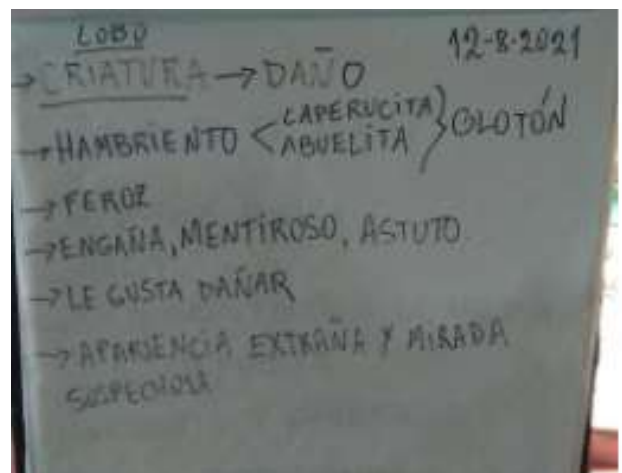 LOBO
12-8-2021
→CRIATURA→DAÑO
→HAMBRIENTO < CAPERUCITA
ABUELITA } GLOTÓN
→FEROZ
→ENGAÑA, MENTIROSO, ASTUTO
→LE GUSTA DAÑAR
→APARIENCIA EXTRAÑA Y MIRADA
SOSPECHOSA